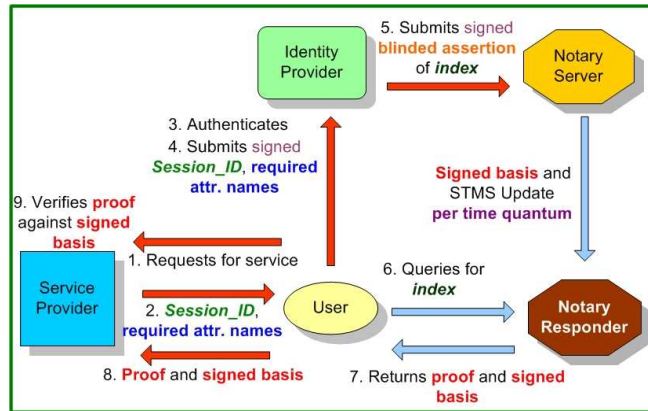 5. Submits signed
blinded assertion
of index
Identity
Provider
Notary
Server
3. Authenticates
4. Submits signed
Session_ID, required
attr. names
Signed basis and
STMS Update
per time quantum
9. Verifies proof
against signed
basis
1. Requests for service
Service
Provider
2. Session_ID,
required attr. names
User
6. Queries for
index
Notary
Responder
8. Proof and signed basis
7. Returns proof and signed
basis